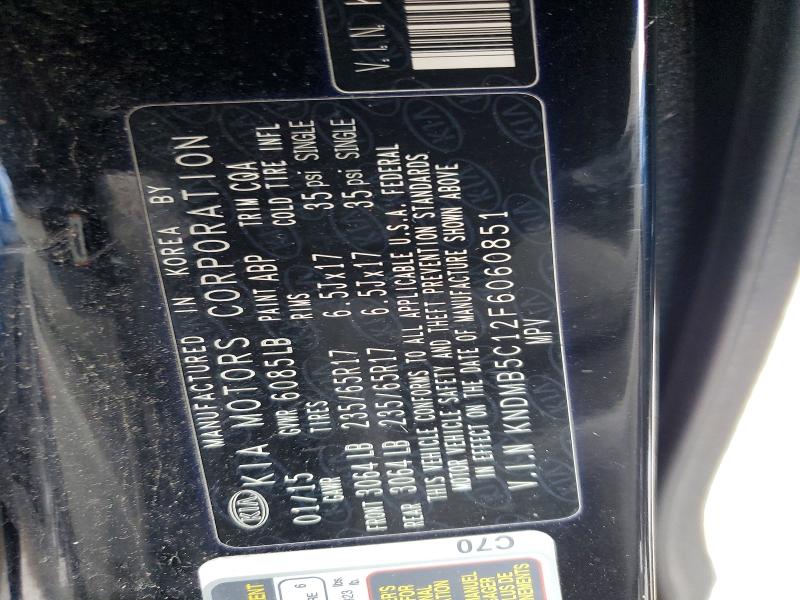 V.I.N.
MANUFACTURED IN KOREA BY
KIA KIA MOTORS CORPORATION
01/15 GVWR 6085LB PAINT ABP TRIM CQA
GAWR TIRES RIMS COLD TIRE INFL
FRONT 3064LB 235/65R17 6.5Jx17 35psi SINGLE
REAR 3064LB 235/65R17 6.5Jx17 35psi SINGLE
THIS VEHICLE CONFORMS TO ALL APPLICABLE U.S.A. FEDERAL
MOTOR VEHICLE SAFETY AND THEFT PREVENTION STANDARDS
IN EFFECT ON THE DATE OF MANUFACTURE SHOWN ABOVE
V.I.N KNDMB5C12F6060851
MPV
C70